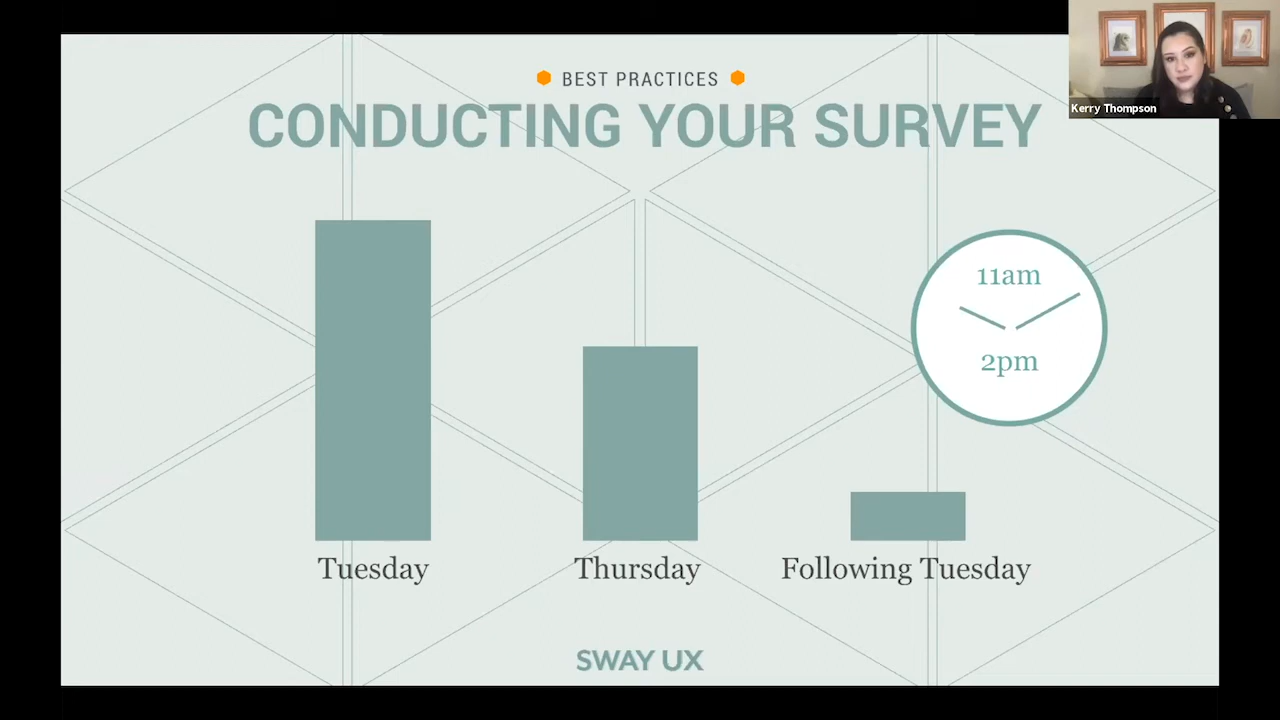 BEST PRACTICES
CONDUCTING YOUR SURVEY
Kerry Thompson
11am
2pm
Tuesday
Thursday
Following Tuesday
SWAY UX